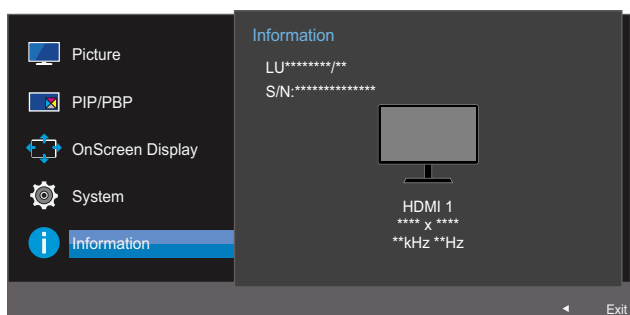 Picture
PIP/PBP
OnScreen Display
System
Information
Information
LU********/**
S/N:**************
HDMI 1
**** x ****
**kHz **Hz
Exit